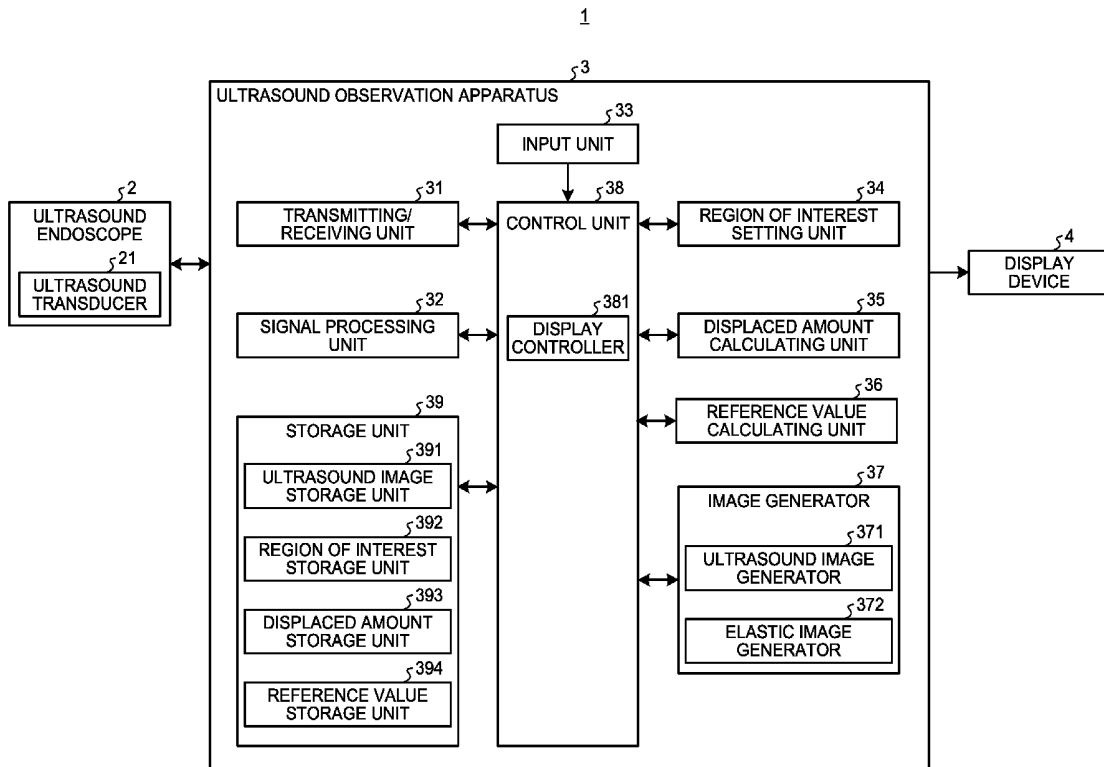 1
3
ULTRASOUND OBSERVATION APPARATUS
33
INPUT UNIT
2
ULTRASOUND
ENDOSCOPE
21
ULTRASOUND
TRANSDUCER
31
TRANSMITTING/
RECEIVING UNIT
38
CONTROL UNIT
34
REGION OF INTEREST
SETTING UNIT
4
DISPLAY
DEVICE
32
SIGNAL PROCESSING
UNIT
381
DISPLAY
CONTROLLER
35
DISPLACED AMOUNT
CALCULATING UNIT
36
REFERENCE VALUE
CALCULATING UNIT
39
STORAGE UNIT
391
ULTRASOUND IMAGE
STORAGE UNIT
392
REGION OF INTEREST
STORAGE UNIT
393
DISPLACED AMOUNT
STORAGE UNIT
394
REFERENCE VALUE
STORAGE UNIT
37
IMAGE GENERATOR
371
ULTRASOUND IMAGE
GENERATOR
372
ELASTIC IMAGE
GENERATOR